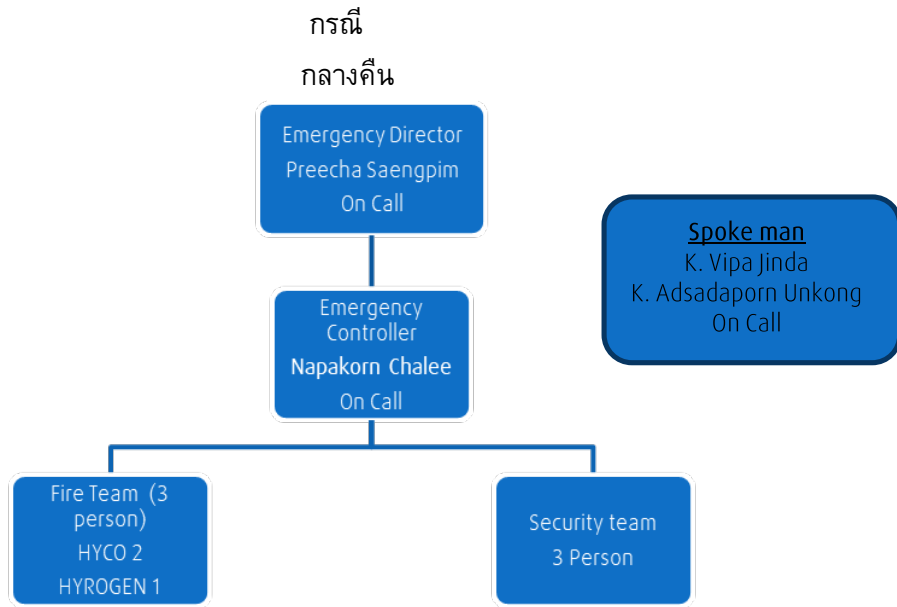 กรณี
กลางคืน
Emergency Director
Preecha Saengpim
On Call
Spoke man
K. Vipa Jinda
K. Adsadaporn Unkong
On Call
Emergency
Controller
Napakorn Chalee
On Call
Fire Team (3
person)
HYCO 2
HYROGEN 1
Security team
3 Person